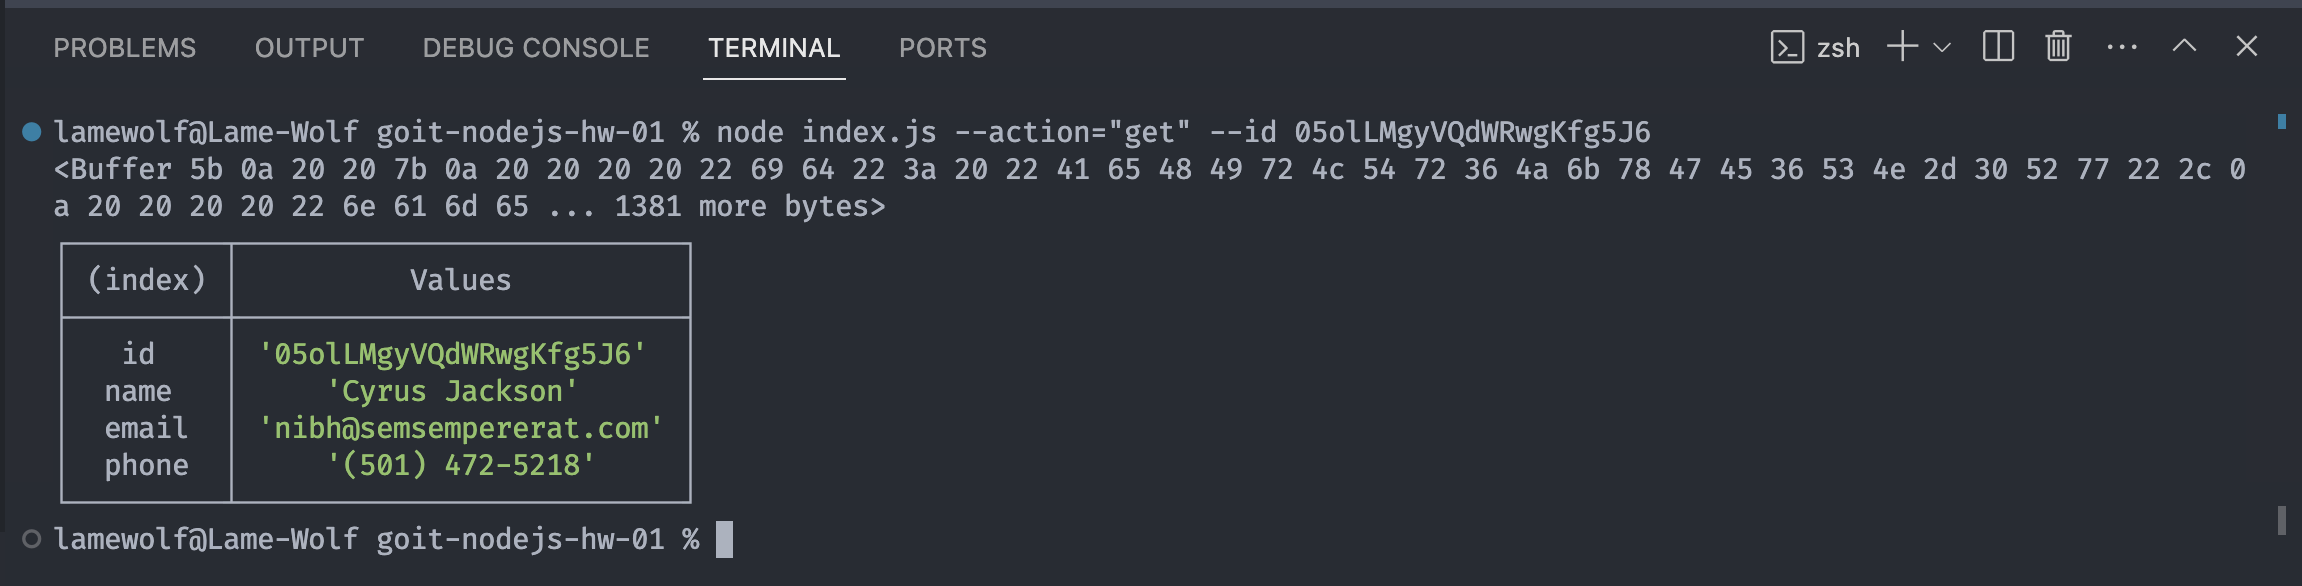 PROBLEMS OUTPUT DEBUG CONSOLE TERMINAL PORTS zsh
lamewolf@Lame-Wolf goit-nodejs-hw-01 % node index.js --action="get" --id 05olLMgyVQdWRwgKfg5J6
<Buffer 5b 0a 20 20 7b 0a 20 20 20 20 22 69 64 22 3a 20 22 41 65 48 49 72 4c 54 72 36 4a 6b 78 47 45 36 53 4e 2d 30 52 77 22 2c 0
a 20 20 20 20 22 6e 61 6d 65 ... 1381 more bytes>
(index) Values
id '05olLMgyVQdWRwgKfg5J6'
name 'Cyrus Jackson'
email 'nibh@semsempererat.com'
phone '(501) 472-5218'
lamewolf@Lame-Wolf goit-nodejs-hw-01 %